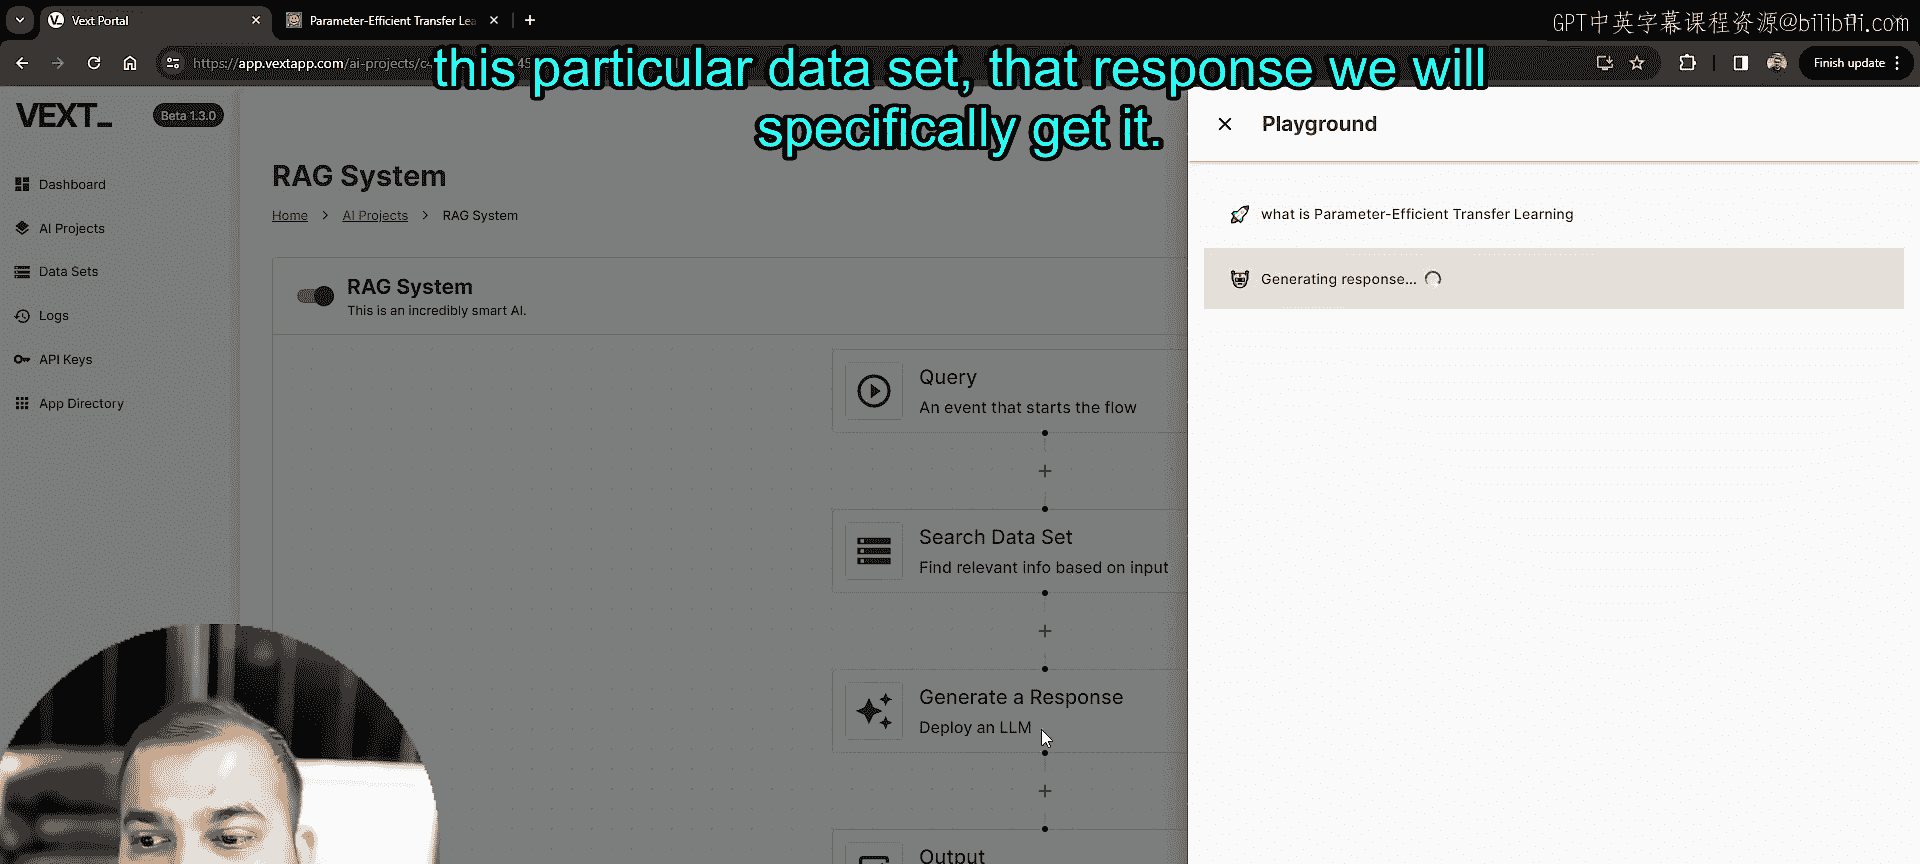 Vext Portal
Parameter-Efficient Transfer Lea
GPT中英字幕课程资源@bilibili.com
https://app.vextapp.com/ai-projects/c
Finish update
this particular data set, that response we will
specifically get it.
VEXT_
Beta 1.3.0
Dashboard
AI Projects
Data Sets
Logs
API Keys
App Directory
RAG System
Home > AI Projects > RAG System
RAG System
This is an incredibly smart AI.
Query
An event that starts the flow
Search Data Set
Find relevant info based on input
Generate a Response
Deploy an LLM
Output
Playground
what is Parameter-Efficient Transfer Learning
Generating response...